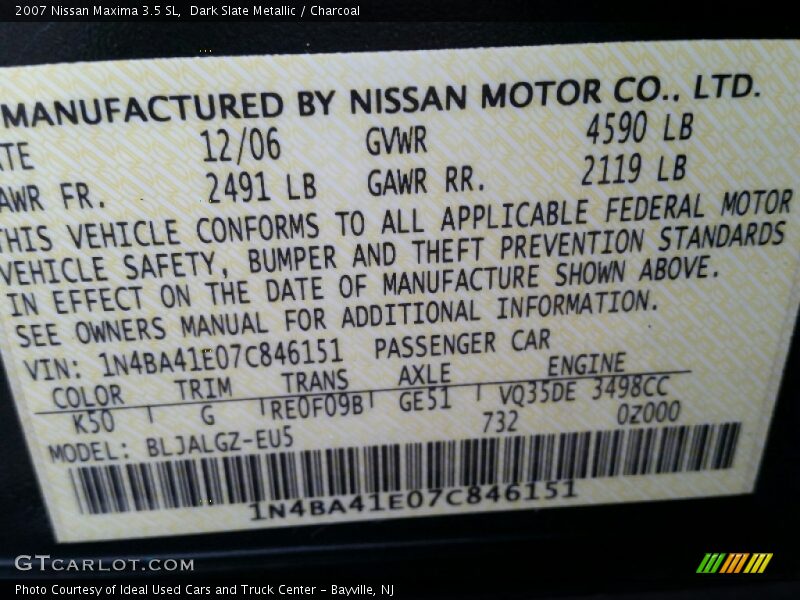 2007 Nissan Maxima 3.5 SL,  Dark Slate Metallic / Charcoal
MANUFACTURED BY NISSAN MOTOR CO., LTD.
ATE 12/06 GVWR 4590 LB
AWR FR. 2491 LB GAWR RR. 2119 LB
THIS VEHICLE CONFORMS TO ALL APPLICABLE FEDERAL MOTOR
VEHICLE SAFETY, BUMPER AND THEFT PREVENTION STANDARDS
IN EFFECT ON THE DATE OF MANUFACTURE SHOWN ABOVE.
SEE OWNERS MANUAL FOR ADDITIONAL INFORMATION.
VIN: 1N4BA41E07C846151 PASSENGER CAR
COLOR TRIM TRANS AXLE ENGINE
K50 G RE0F09B GE51 VQ35DE 3498CC
732 0Z000
MODEL: BLJALGZ-EU5
1N4BA41E07C846151
GTCARLOT.COM
Photo Courtesy of Ideal Used Cars and Truck Center - Bayville, NJ